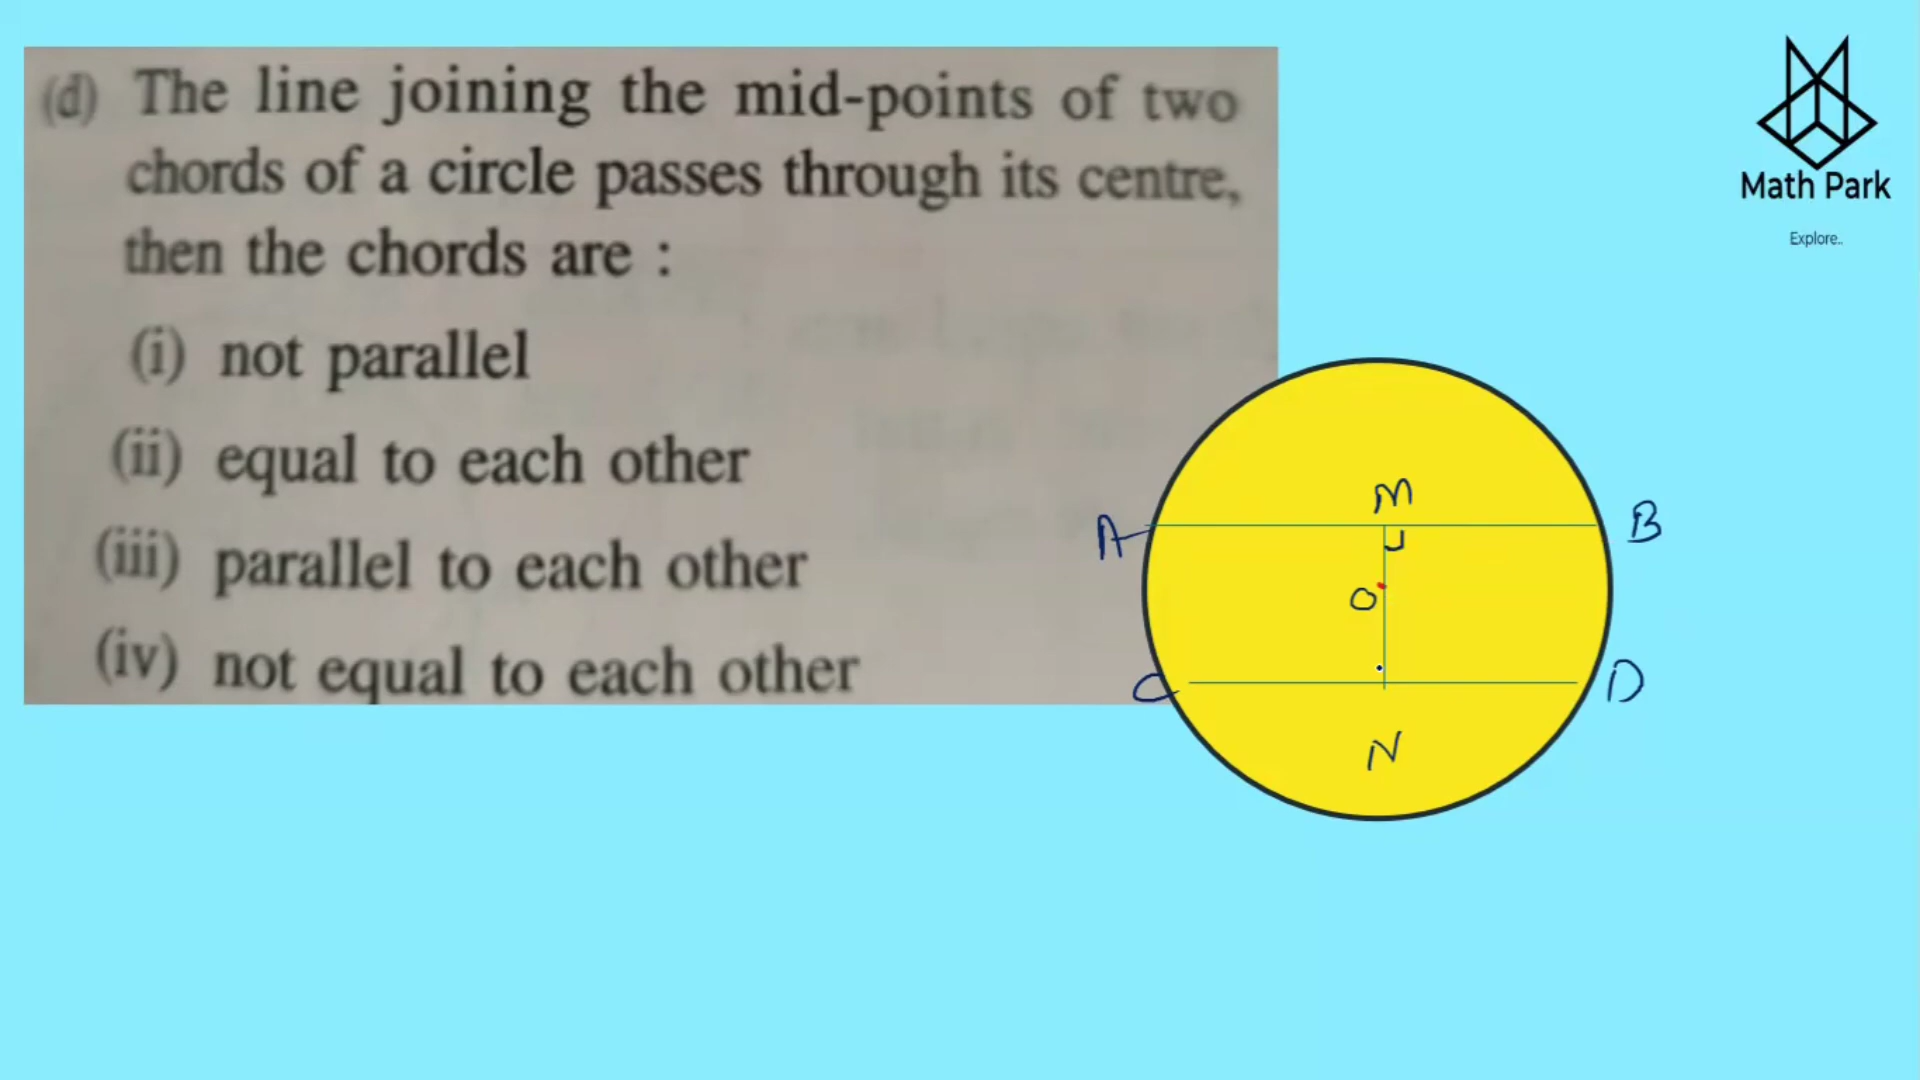 (d) The line joining the mid-points of two
chords of a circle passes through its centre,
then the chords are :
(i) not parallel
(ii) equal to each other
(iii) parallel to each other
(iv) not equal to each other
Math Park
Explore..
M
A
B
O
C
D
N